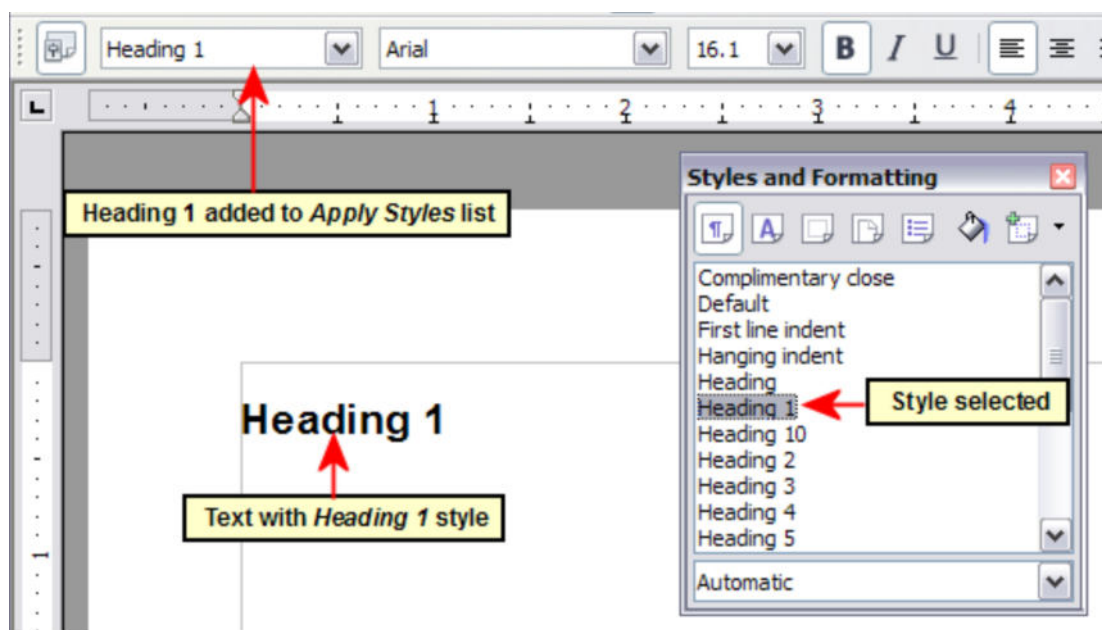 Heading 1 Arial 16.1 B I U
1 2 3 4
Styles and Formatting
Heading 1 added to Apply Styles list
Complimentary close
Default
First line indent
Hanging indent
Heading
Heading 1
Style selected
Heading 10
Heading 2
Heading 3
Heading 4
Heading 5
Automatic
Heading 1
Text with Heading 1 style
1